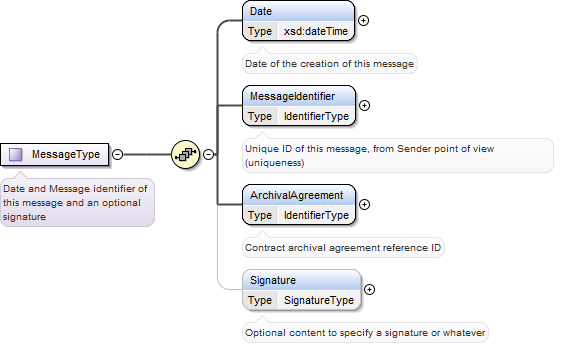 MessageType
Date and Message identifier of
this message and an optional
signature
Date
Type xsd:dateTime
Date of the creation of this message
MessageIdentifier
Type IdentifierType
Unique ID of this message, from Sender point of view
(uniqueness)
ArchivalAgreement
Type IdentifierType
Contract archival agreement reference ID
Signature
Type SignatureType
Optional content to specify a signature or whatever